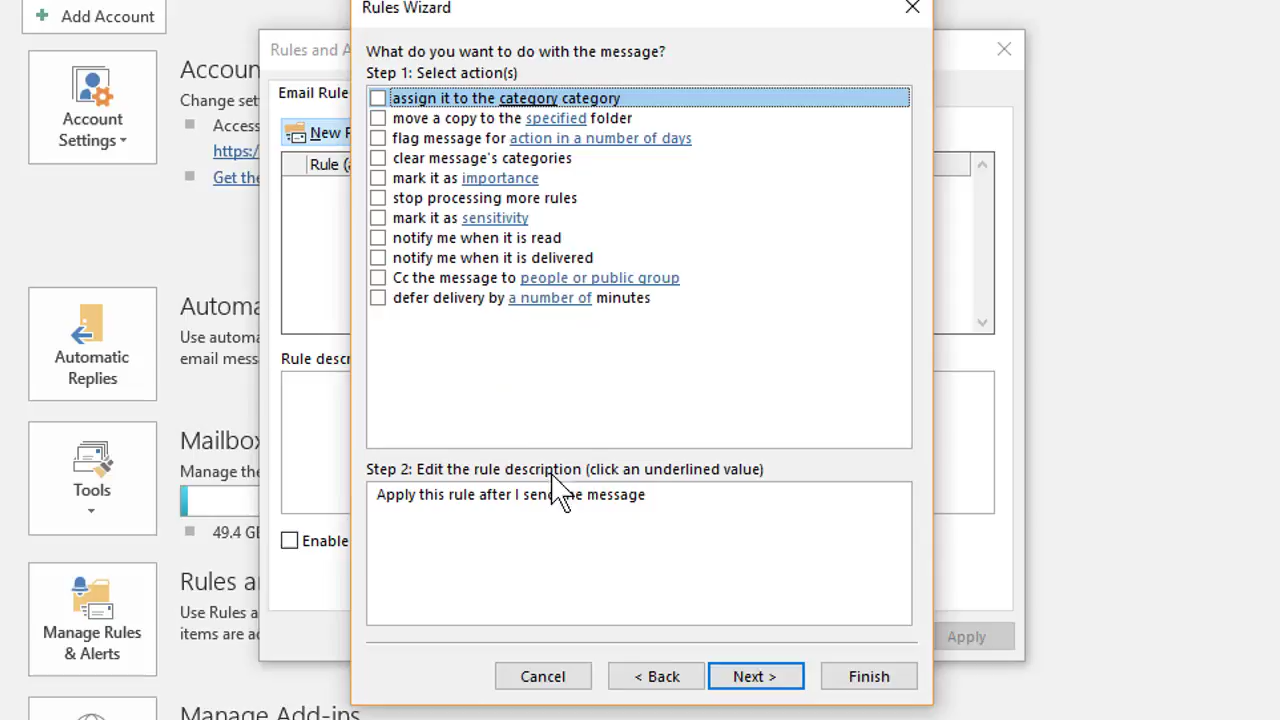 Add Account
Rules Wizard
Rules and A
Account
Settings
Accoun
Change set
Access
https:/
Get the
Email Rule
New R
Rule (a
What do you want to do with the message?
Step 1: Select action(s)
assign it to the category category
move a copy to the specified folder
flag message for action in a number of days
clear message's categories
mark it as importance
stop processing more rules
mark it as sensitivity
notify me when it is read
notify me when it is delivered
Cc the message to people or public group
defer delivery by a number of minutes
Automatic
Replies
Automa
Use automa
email mess
Rule descr
Tools
Mailbox
Manage the
49.4 GB
Enable
Step 2: Edit the rule description (click an underlined value)
Apply this rule after I send the message
Manage Rules
& Alerts
Rules an
Use Rules a
items are ad
Cancel
< Back
Next >
Finish
Apply
Manage Add-ins